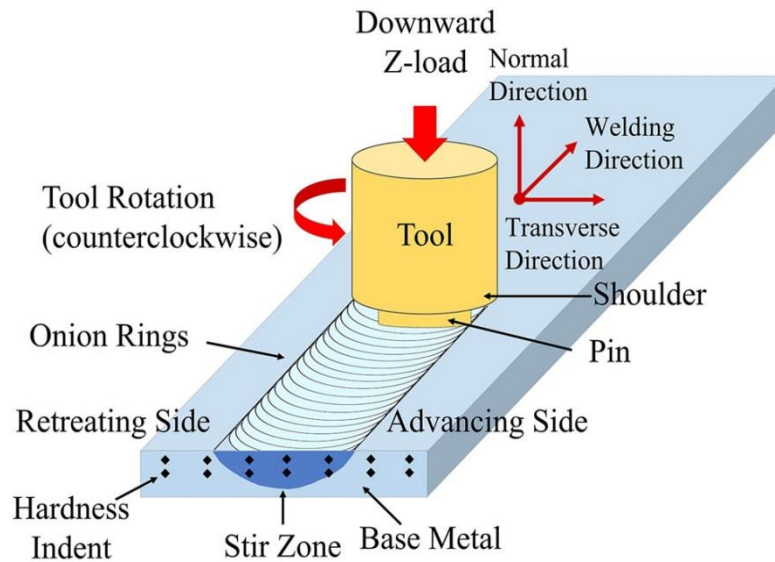 Downward
Z-load
Normal
Direction
Welding
Direction
Tool Rotation
(counterclockwise)
Tool
Transverse
Direction
Shoulder
Onion Rings
Pin
Retreating Side
Advancing Side
Hardness
Indent
Stir Zone
Base Metal